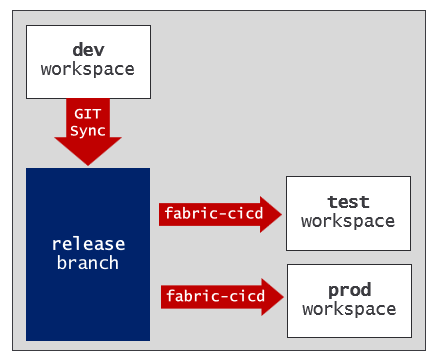 dev
workspace
GIT
Sync
release
branch
fabric-cicd
test
workspace
fabric-cicd
prod
workspace